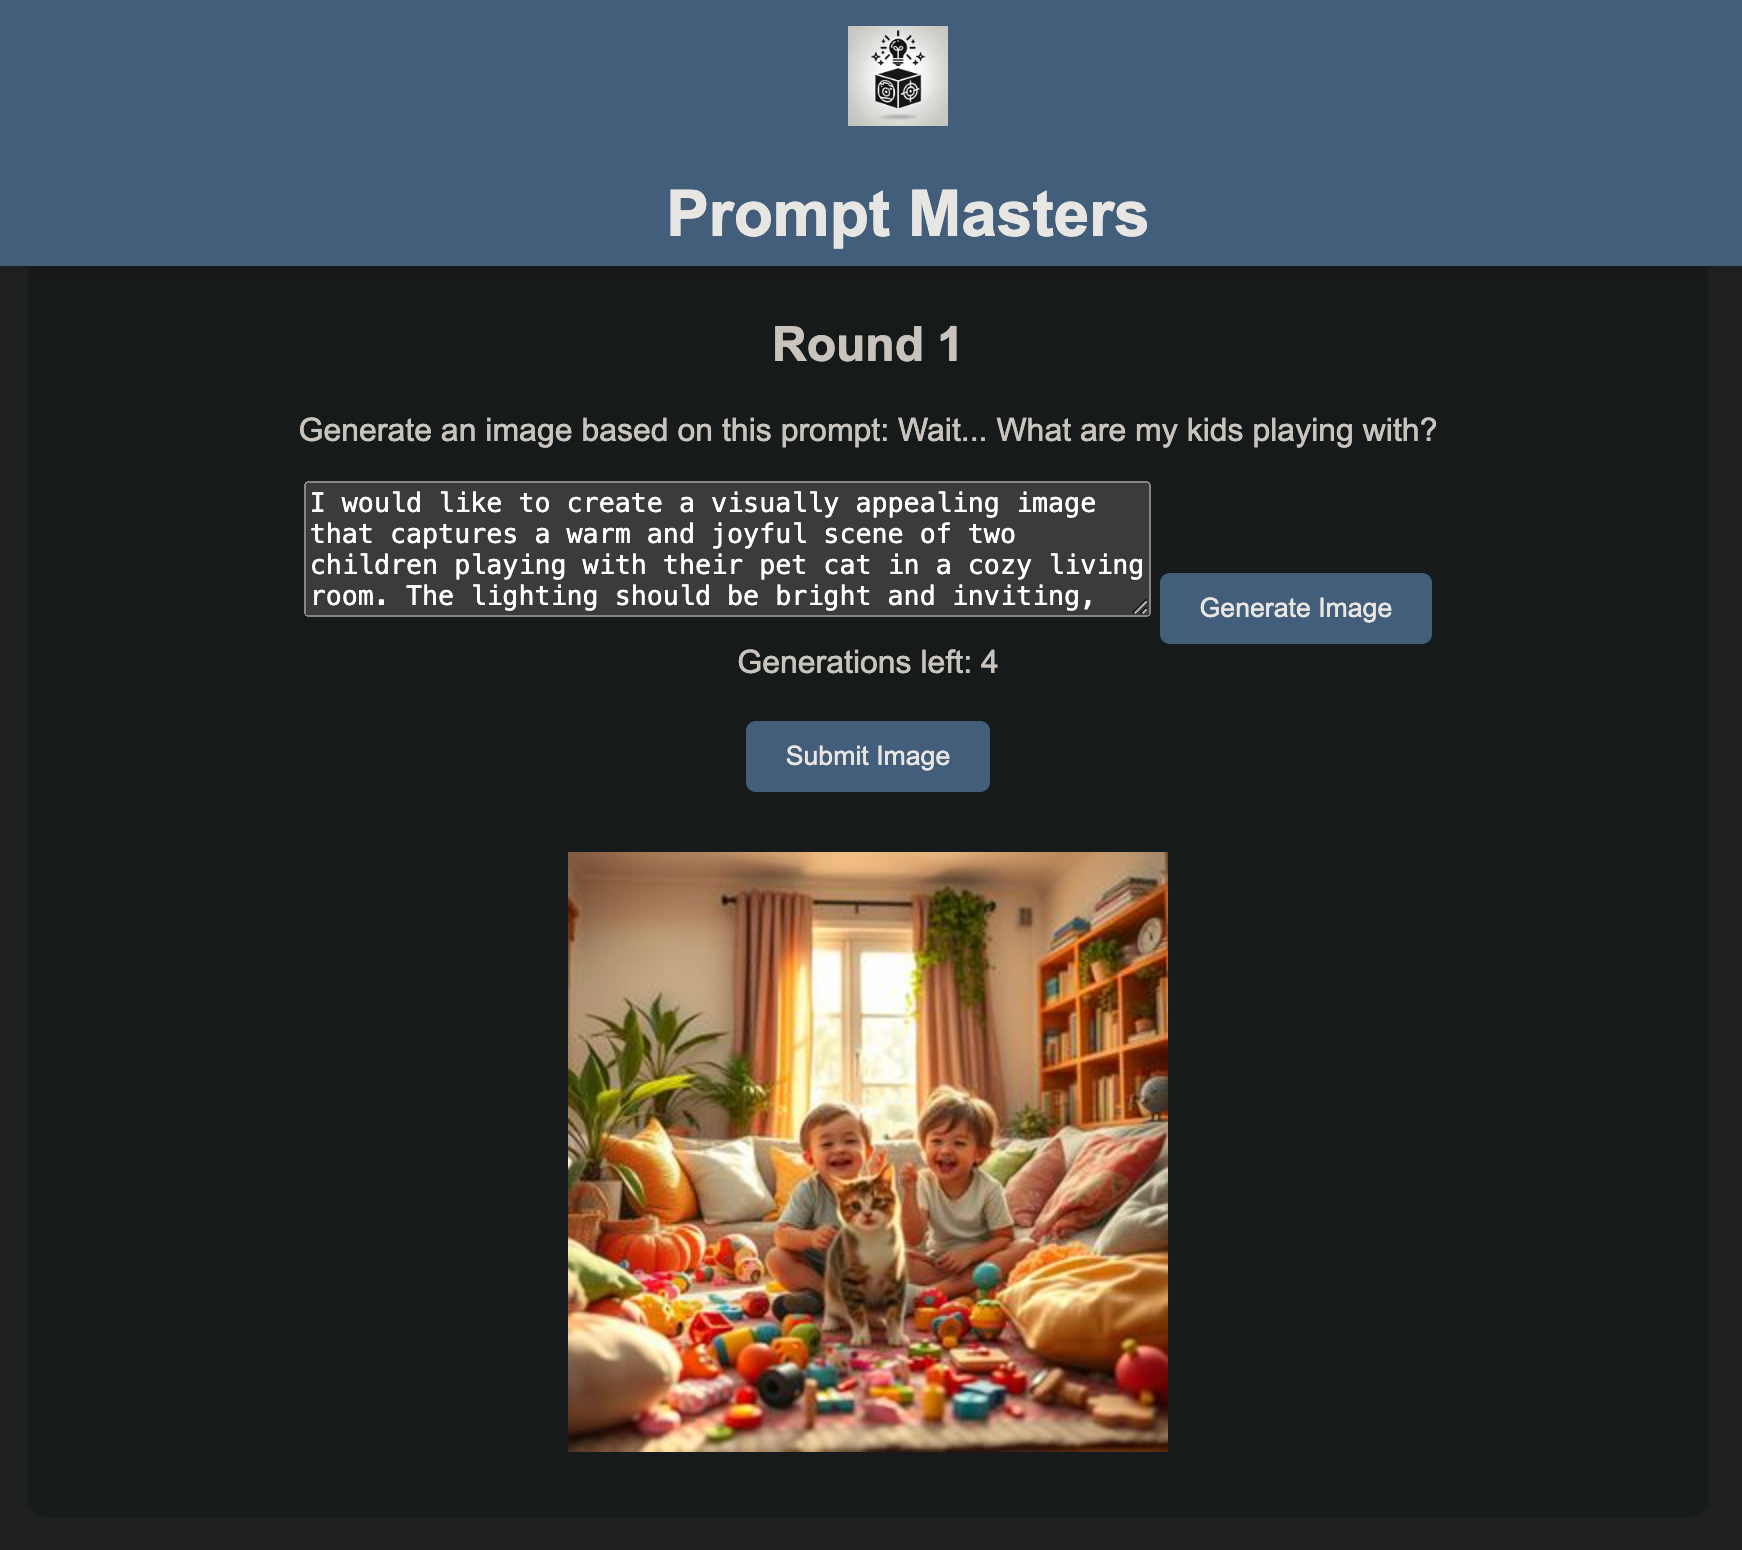 Prompt Masters
Round 1
Generate an image based on this prompt: Wait... What are my kids playing with?
I would like to create a visually appealing image
that captures a warm and joyful scene of two
children playing with their pet cat in a cozy living
room. The lighting should be bright and inviting,
Generate Image
Generations left: 4
Submit Image